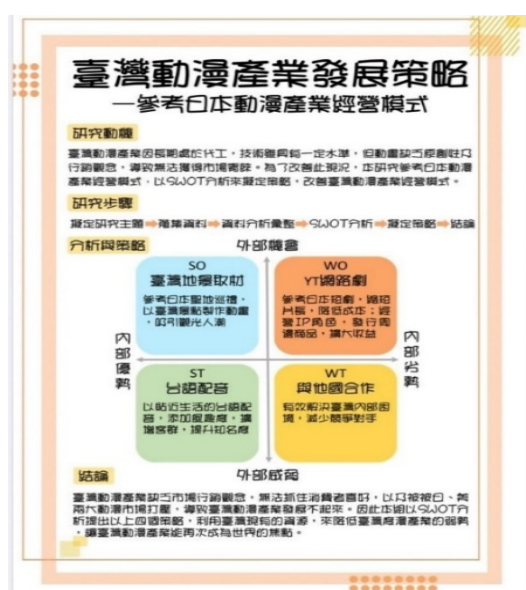 臺灣動漫產業發展策略
—參考日本動漫產業經營模式
研究動機
臺灣動漫產業因長期處於代工，技術雖具有一定水準，但動畫缺乏原創性及
行銷觀念，導致無法獲得市場青睞。為了改善此現況，本研究參考日本動漫
產業經營模式，以SWOT分析來擬定策略，改善臺灣動漫產業經營模式。
研究步驟
擬定研究主題➡蒐集資料➡資料分析彙整➡SWOT分析➡擬定策略➡結論
分析與策略
外部機會
SO
臺灣地景取材
參考日本聖地巡禮，
以臺灣景點製作動畫
，吸引觀光人潮
WO
YT網路劇
參考日本短劇，縮短
片長，降低成本；經
營IP角色，發行周
邊商品，擴大收益
內部優勢
內部劣勢
ST
台語配音
以貼近生活的台語配
音，添加親趣度，擴
增客群，提升知名度
WT
與他國合作
有效解決臺灣內部困
境，減少競爭對手
外部威脅
結論
臺灣動漫產業缺乏市場行銷觀念，無法抓住消費者喜好，以及被被日、美
兩大動漫市場打壓，導致臺灣動漫產業發展不起來。因此本組以SWOT分
析提出以上四個策略，利用臺灣現有的資源，來降低臺灣動漫產業的弱勢
，讓臺灣動漫產業能再次成為世界的焦點。